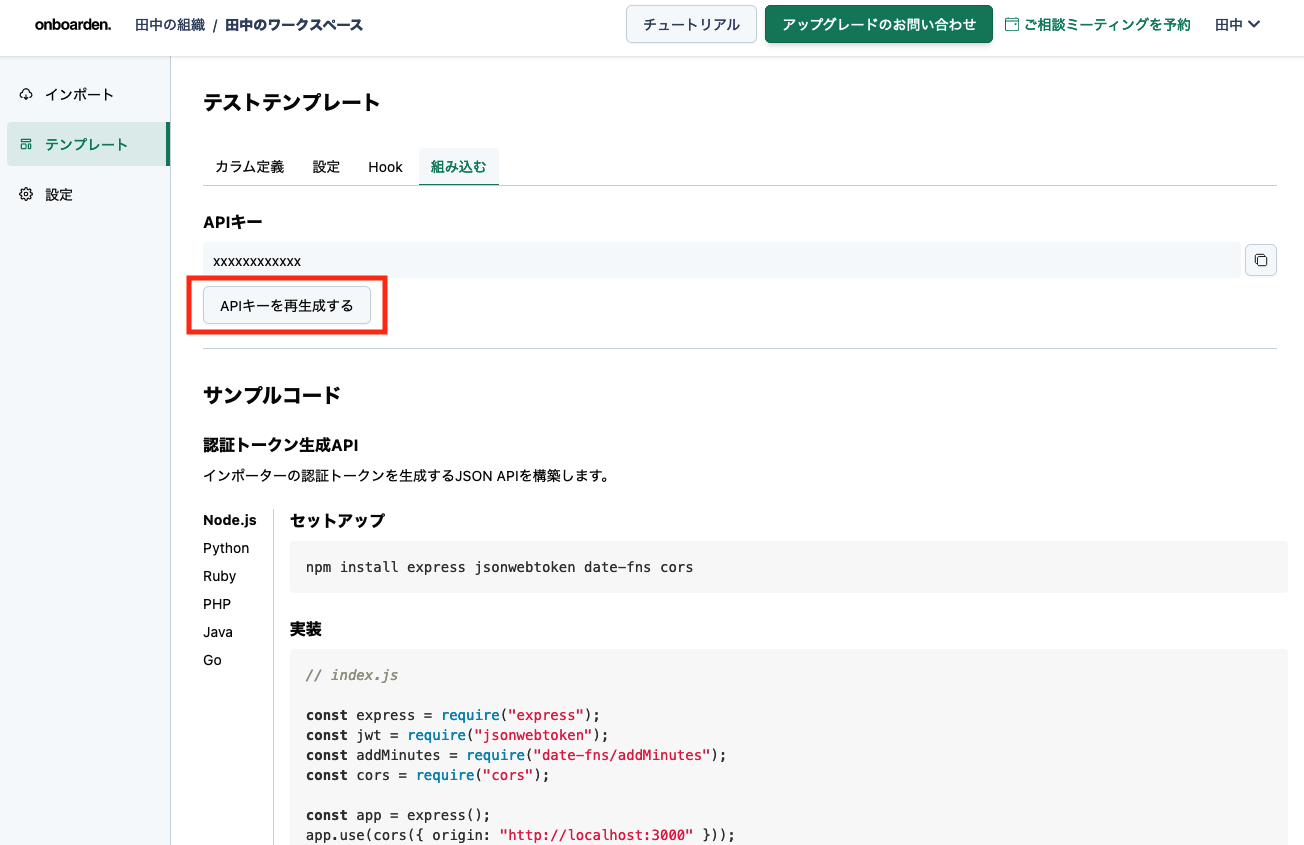 onboarden. 田中の組織 / 田中のワークスペース チュートリアル アップグレードのお問い合わせ ご相談ミーティングを予約 田中
インポート
テンプレート
設定
テストテンプレート
カラム定義 設定 Hook 組み込む
APIキー
xxxxxxxxxxxx
APIキーを再生成する
サンプルコード
認証トークン生成API
インポーターの認証トークンを生成するJSON APIを構築します。
Node.js
Python
Ruby
PHP
Java
Go
セットアップ
npm install express jsonwebtoken date-fns cors
実装
// index.js
const express = require("express");
const jwt = require("jsonwebtoken");
const addMinutes = require("date-fns/addMinutes");
const cors = require("cors");
const app = express();
app.use(cors({ origin: "http://localhost:3000" }));